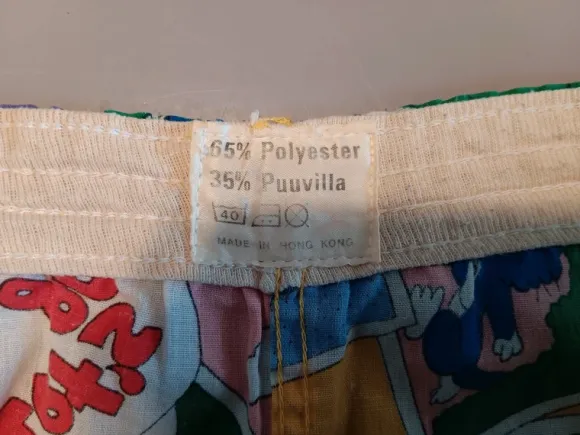 65% Polyester
35% Puuvilla
40
MADE IN HONG KONG